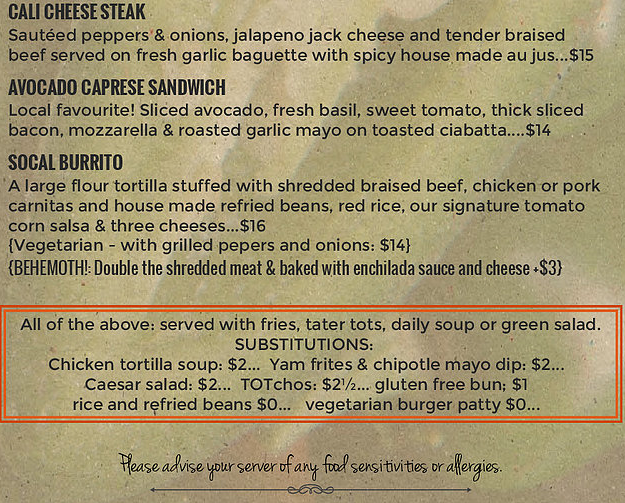 CALI CHEESE STEAK
Sautéed peppers & onions, jalapeno jack cheese and tender braised
beef served on fresh garlic baguette with spicy house made au jus...$15
AVOCADO CAPRESE SANDWICH
Local favourite! Sliced avocado, fresh basil, sweet tomato, thick sliced
bacon, mozzarella & roasted garlic mayo on toasted ciabatta....$14
SOCAL BURRITO
A large flour tortilla stuffed with shredded braised beef, chicken or pork
carnitas and house made refried beans, red rice, our signature tomato
corn salsa & three cheeses...$16
{Vegetarian - with grilled pepers and onions: $14}
{BEHEMOTH!: Double the shredded meat & baked with enchilada sauce and cheese +$3}
All of the above: served with fries, tater tots, daily soup or green salad.
SUBSTITUTIONS:
Chicken tortilla soup: $2... Yam frites & chipotle mayo dip: $2...
Caesar salad: $2... TOTchos: $2½... gluten free bun; $1
rice and refried beans $0... vegetarian burger patty $0...
Please advise your server of any food sensitivities or allergies.